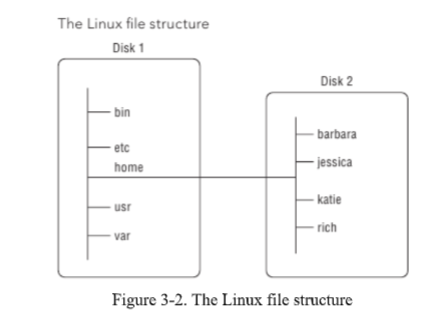 The Linux file structure
Disk 1
Disk 2
bin
etc
home
usr
var
barbara
jessica
katie
rich
Figure 3-2. The Linux file structure